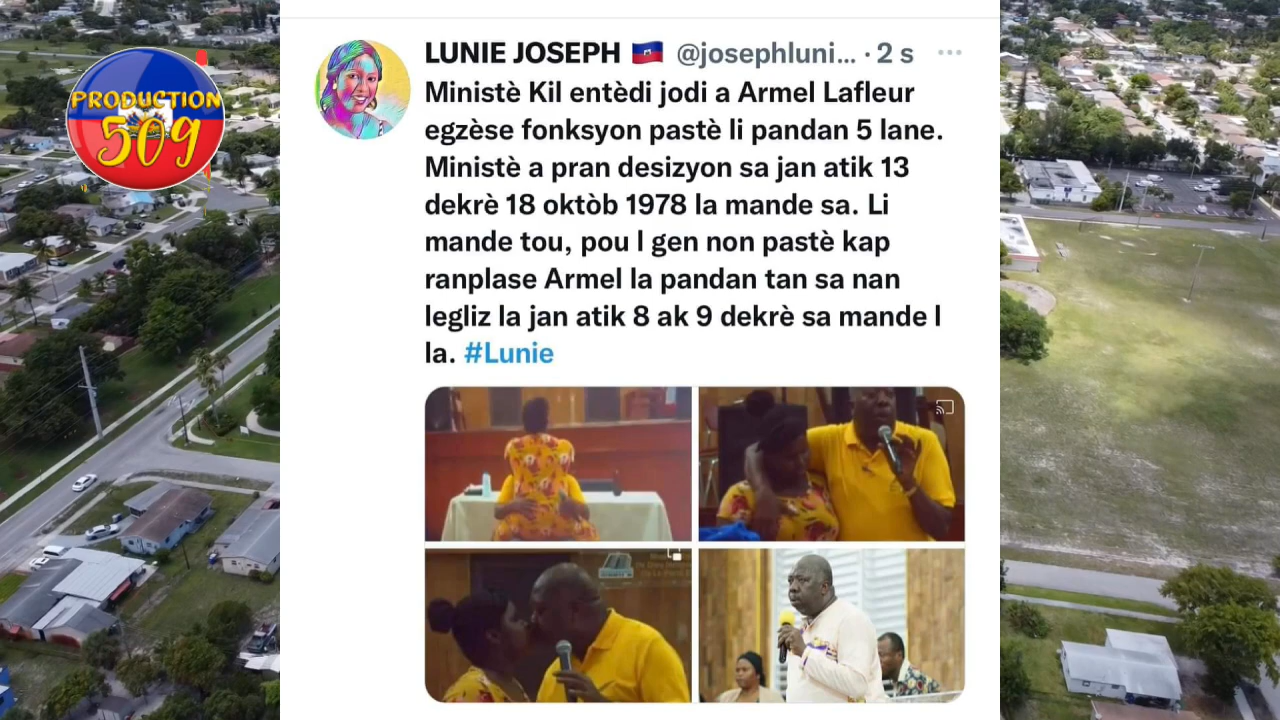 PRODUCTION
509
LUNIE JOSEPH 🇭🇹 @josephluni... · 2 s
Ministè Kil entèdi jodi a Armel Lafleur
egzèse fonksyon pastè li pandan 5 lane.
Ministè a pran desizyon sa jan atik 13
dekrè 18 oktòb 1978 la mande sa. Li
mande tou, pou l gen non pastè kap
ranplase Armel la pandan tan sa nan
legliz la jan atik 8 ak 9 dekrè sa mande l
la. #Lunie